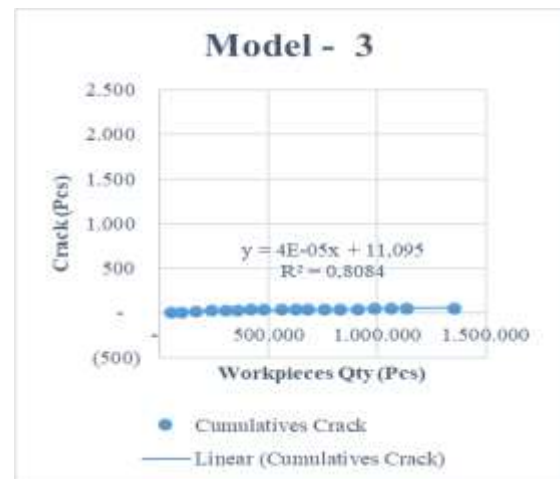 Model - 3
2.500
2.000
1.500
1.000
500
-
(500)
Crack (Pcs)
y = 4E-05x + 11,095
R² = 0,8084
- 500.000 1.000.000 1.500.000
Workpieces Qty (Pcs)
Cumulatives Crack
Linear (Cumulatives Crack)